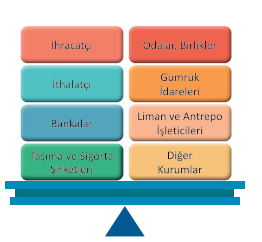 İhracatçı
Odalar, Birlikler
İthalatçı
Gümrük
İdareleri
Bankalar
Liman ve Antrepo
İşleticileri
Taşıma ve Sigorta
Şirketleri
Diğer
Kurumlar